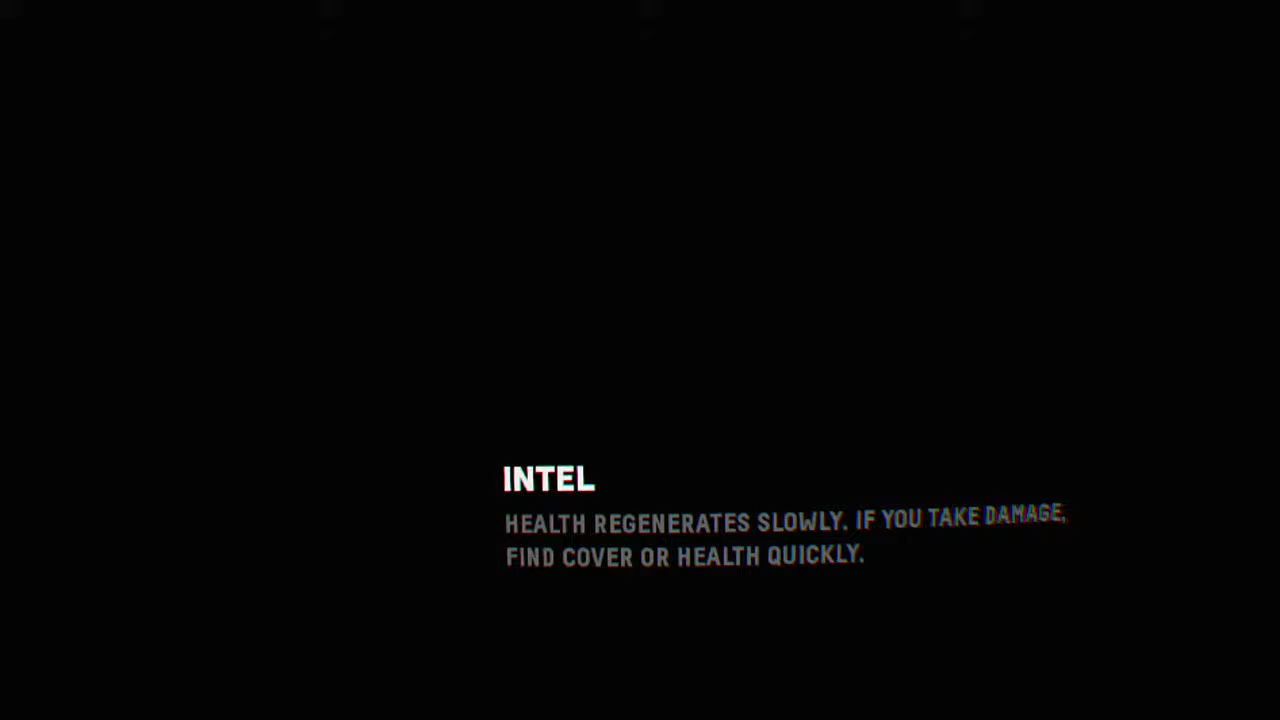 INTEL
HEALTH REGENERATES SLOWLY. IF YOU TAKE DAMAGE,
FIND COVER OR HEALTH QUICKLY.